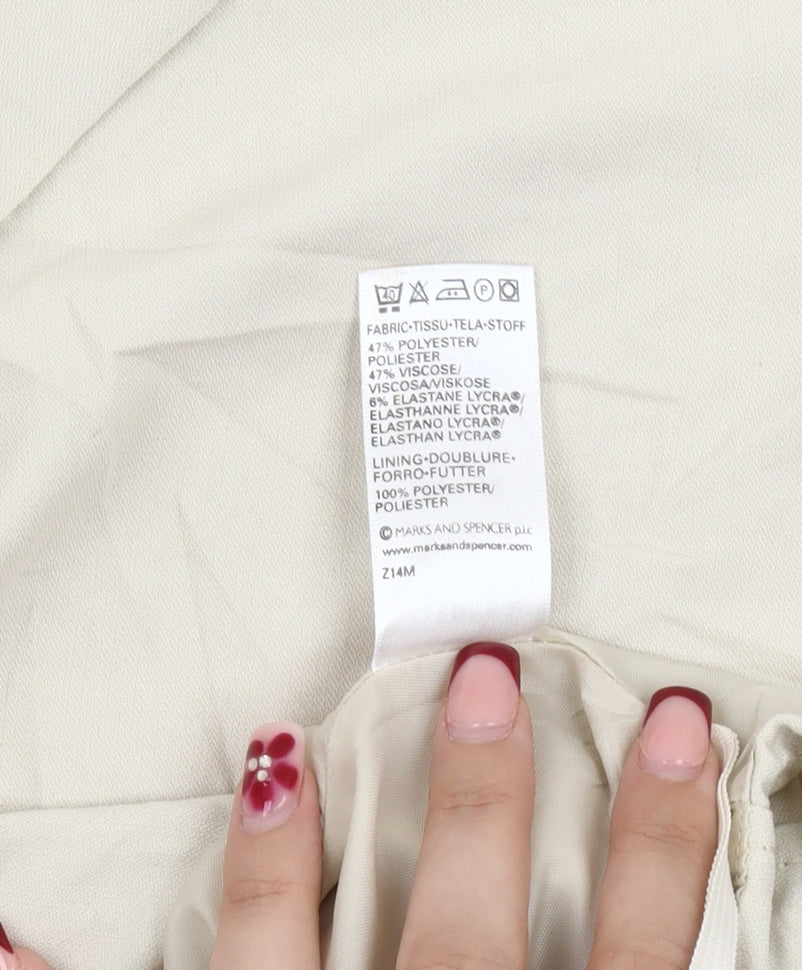 40 P
FABRIC•TISSU•TELA•STOFF
47% POLYESTER/
POLIESTER
47% VISCOSE/
VISCOSA/VISKOSE
6% ELASTANE LYCRA®/
ELASTHANNE LYCRA®/
ELASTANO LYCRA®/
ELASTHAN LYCRA®
LINING•DOUBLURE•
FORRO•FUTTER
100% POLYESTER/
POLIESTER
© MARKS AND SPENCER p.l.c
www.marksandspencer.com
Z14M